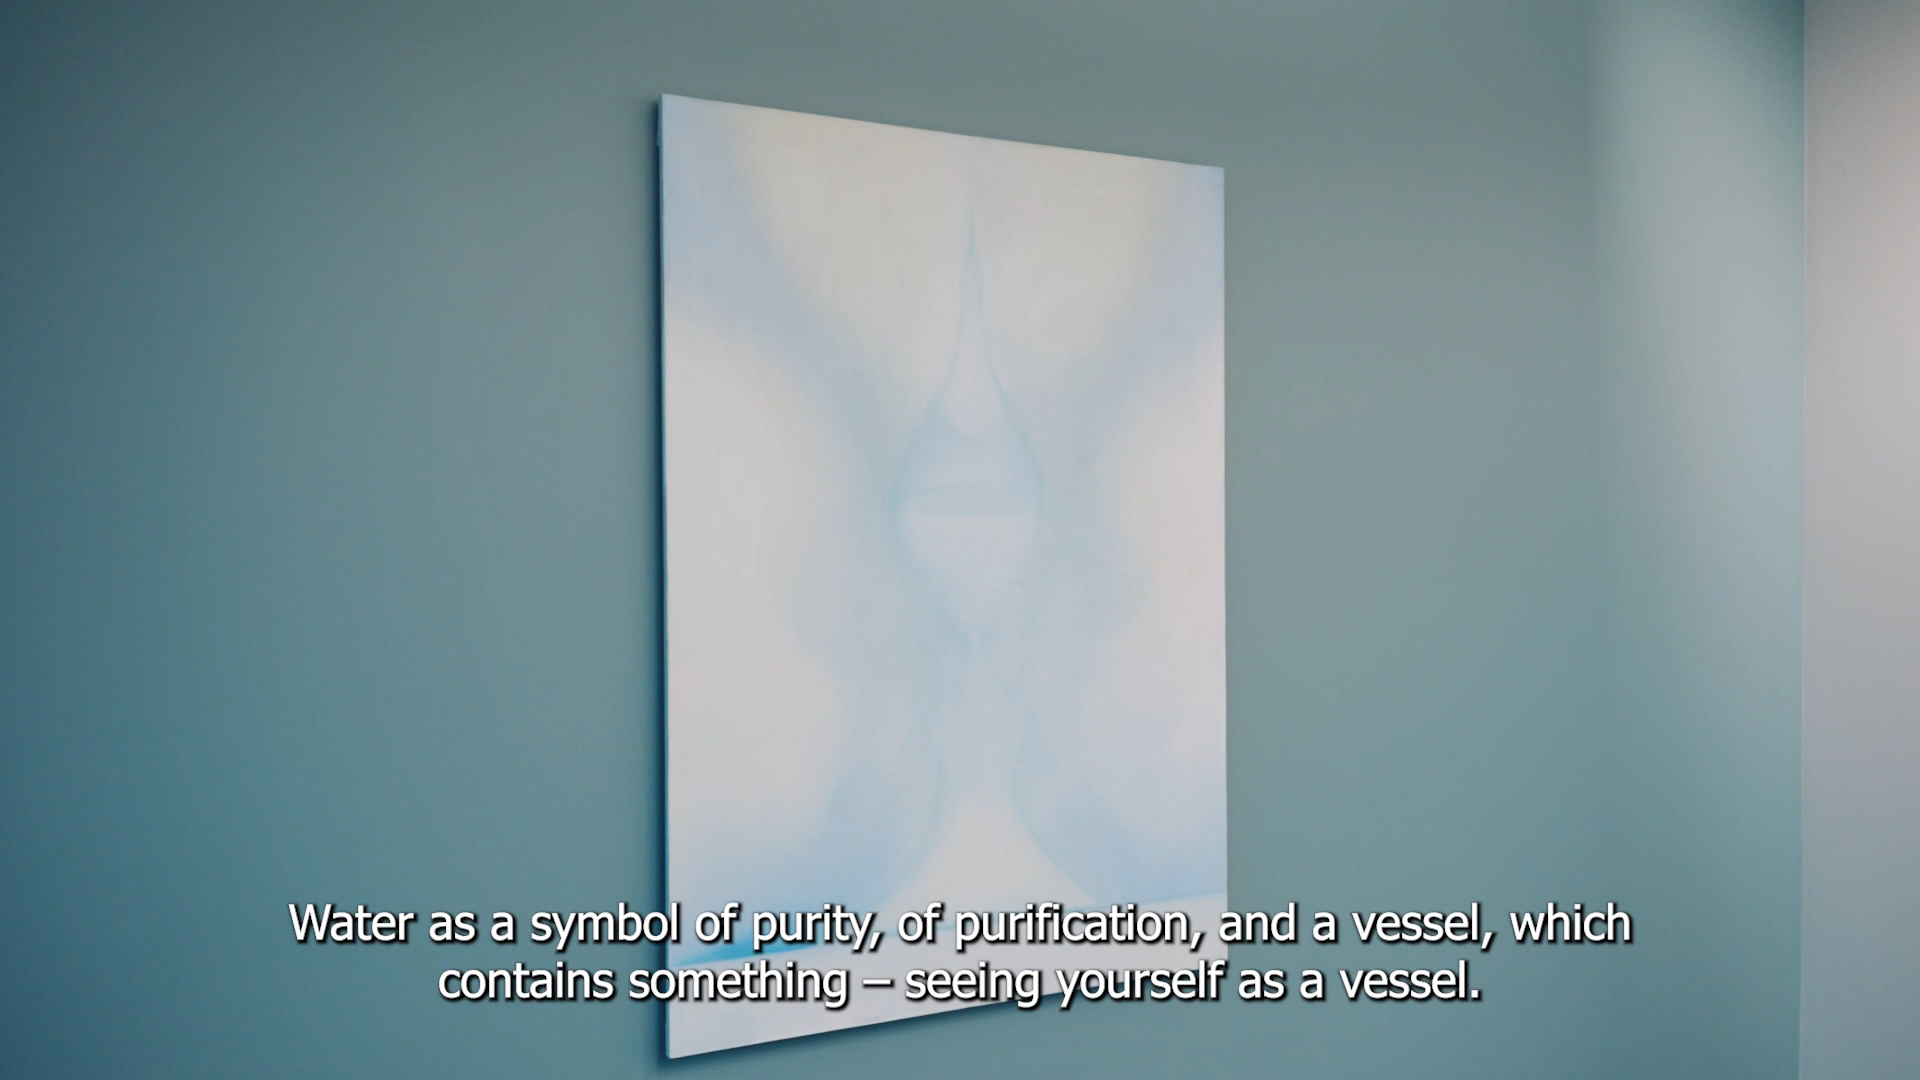 Water as a symbol of purity, of purification, and a vessel, which
contains something – seeing yourself as a vessel.